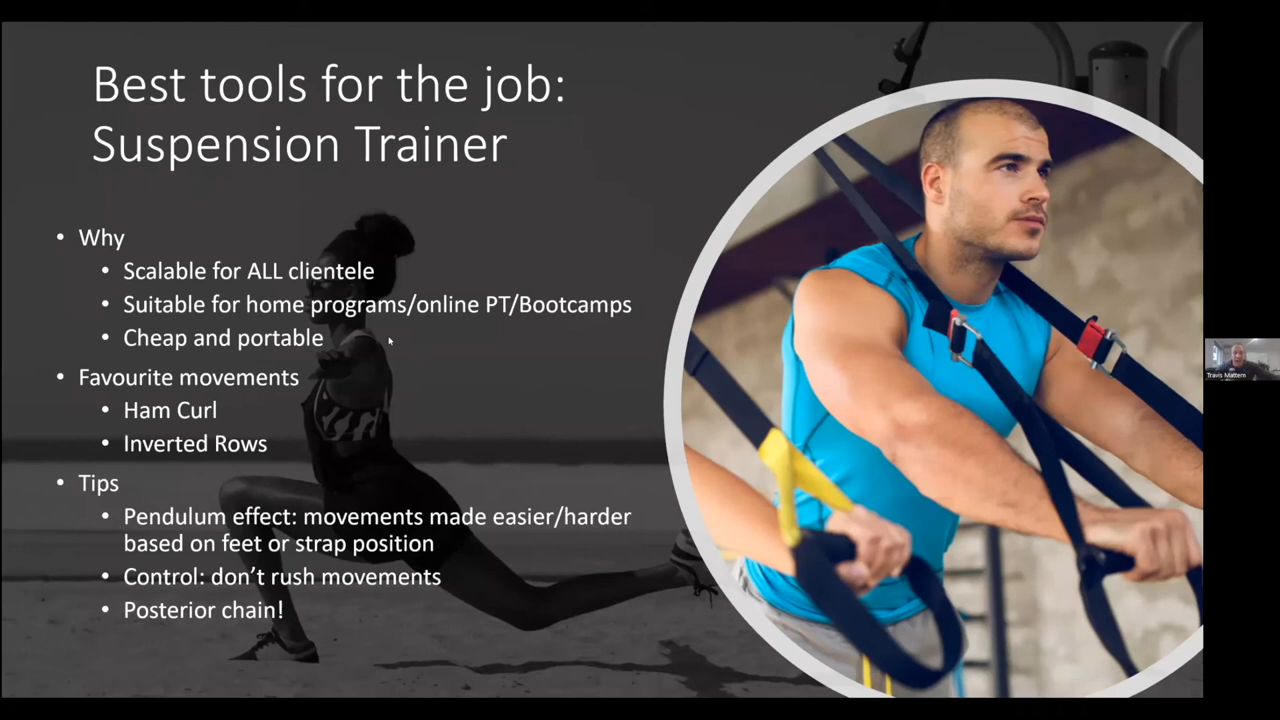 Best tools for the job:
Suspension Trainer
• Why
• Scalable for ALL clientele
• Suitable for home programs/online PT/Bootcamps
• Cheap and portable
• Favourite movements
• Ham Curl
• Inverted Rows
• Tips
• Pendulum effect: movements made easier/harder
based on feet or strap position
• Control: don’t rush movements
• Posterior chain!
Travis Mattern